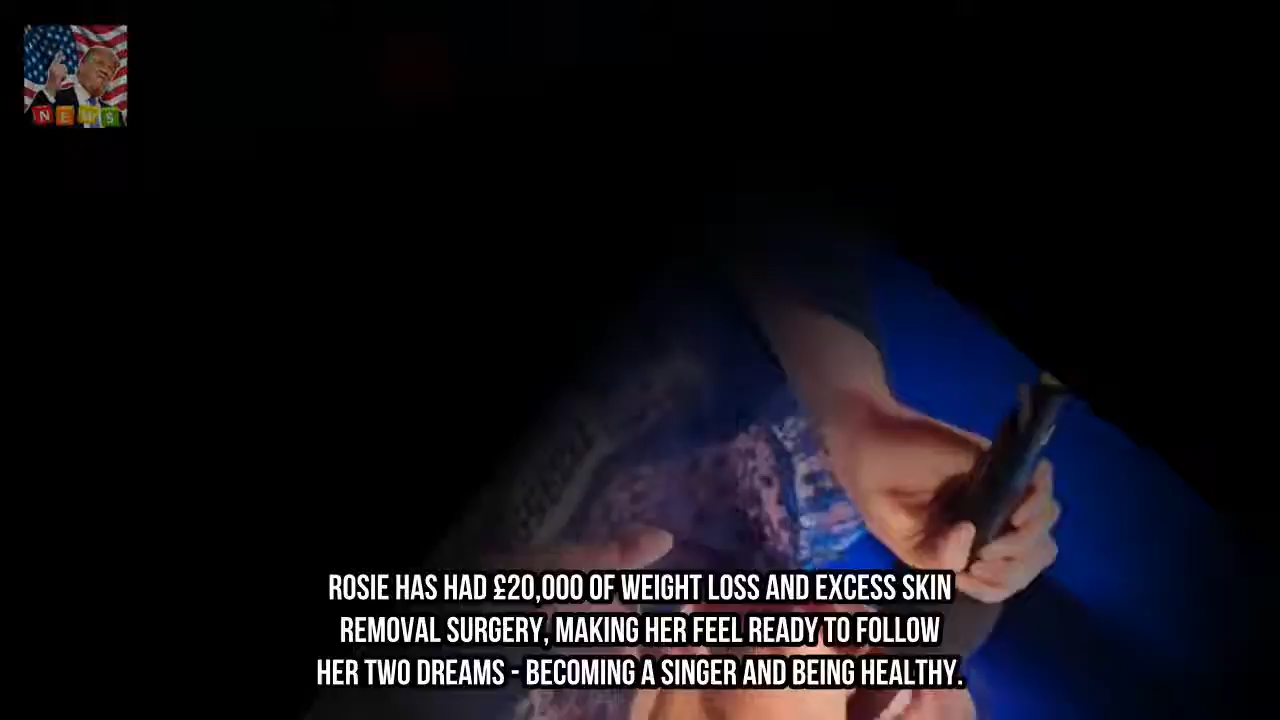 NEWS
ROSIE HAS HAD £20,000 OF WEIGHT LOSS AND EXCESS SKIN
REMOVAL SURGERY, MAKING HER FEEL READY TO FOLLOW
HER TWO DREAMS - BECOMING A SINGER AND BEING HEALTHY.